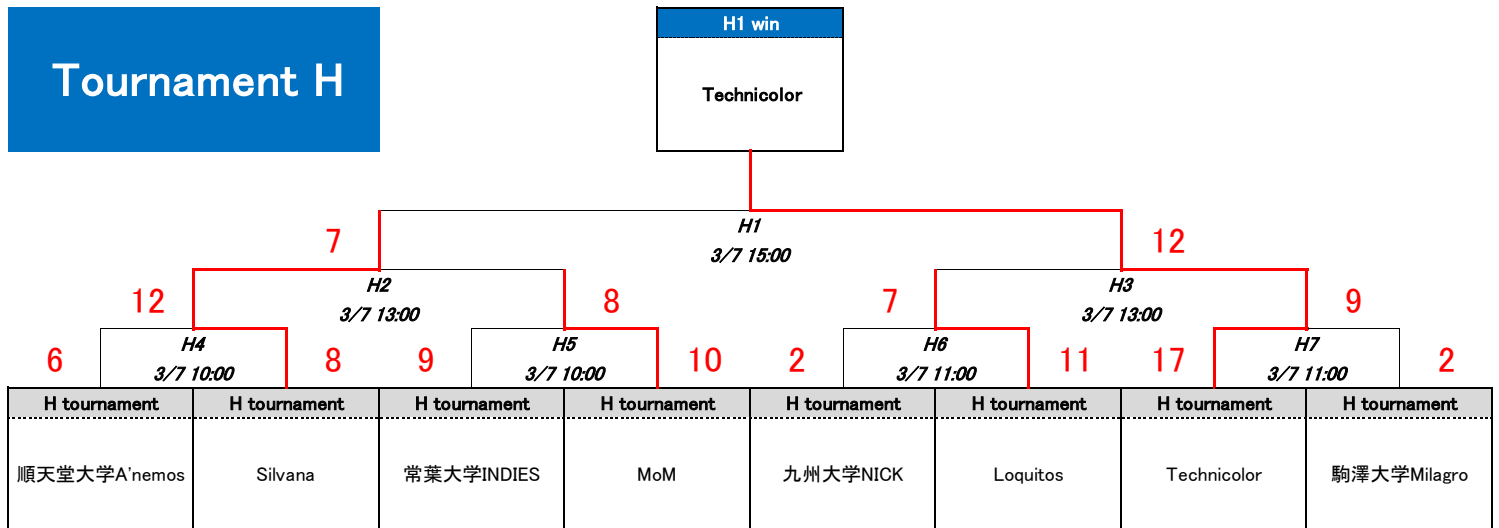 Tournament H
H1 win
Technicolor
H1
3/7 15:00
7
12
H2
3/7 13:00
H3
3/7 13:00
12
8
7
9
H4
3/7 10:00
H5
3/7 10:00
H6
3/7 11:00
H7
3/7 11:00
6
8
9
10
2
11
17
2
H tournament
H tournament
H tournament
H tournament
H tournament
H tournament
H tournament
H tournament
順天堂大学A'nemos
Silvana
常葉大学INDIES
MoM
九州大学NICK
Loquitos
Technicolor
駒澤大学Milagro